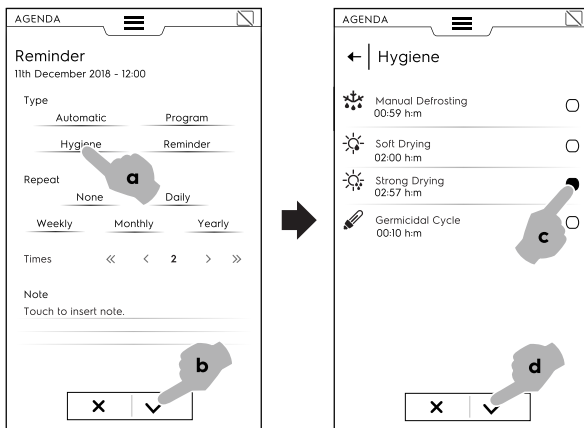 AGENDA
Reminder
11th December 2018 - 12:00
Type
Automatic Program
Hygiene Reminder
a
Repeat
None Daily
Weekly Monthly Yearly
Times « < 2 > »
Note
Touch to insert note.
b
AGENDA
Hygiene
Manual Defrosting
00:59 h:m
Soft Drying
02:00 h:m
Strong Drying
02:57 h:m
Germicidal Cycle
00:10 h:m
c
d